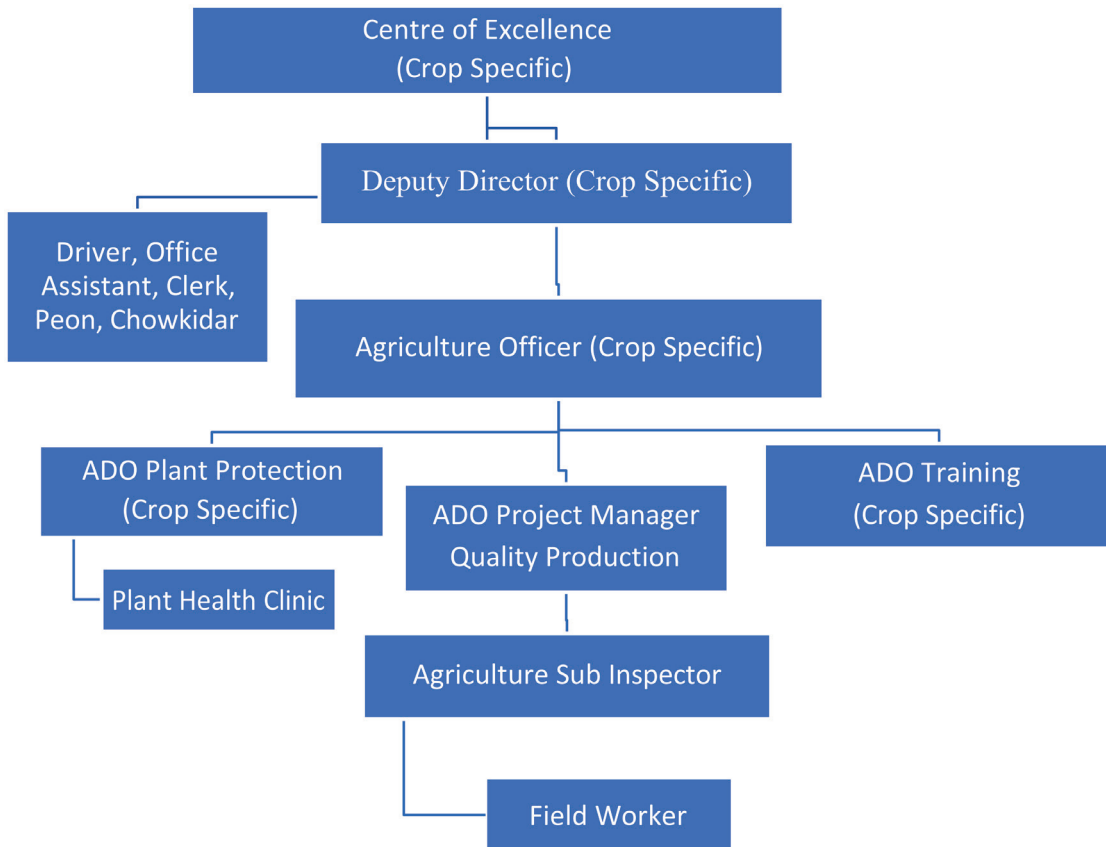 Centre of Excellence
(Crop Specific)
Deputy Director (Crop Specific)
Driver, Office
Assistant, Clerk,
Peon, Chowkidar
Agriculture Officer (Crop Specific)
ADO Plant Protection
(Crop Specific)
ADO Project Manager
Quality Production
ADO Training
(Crop Specific)
Plant Health Clinic
Agriculture Sub Inspector
Field Worker